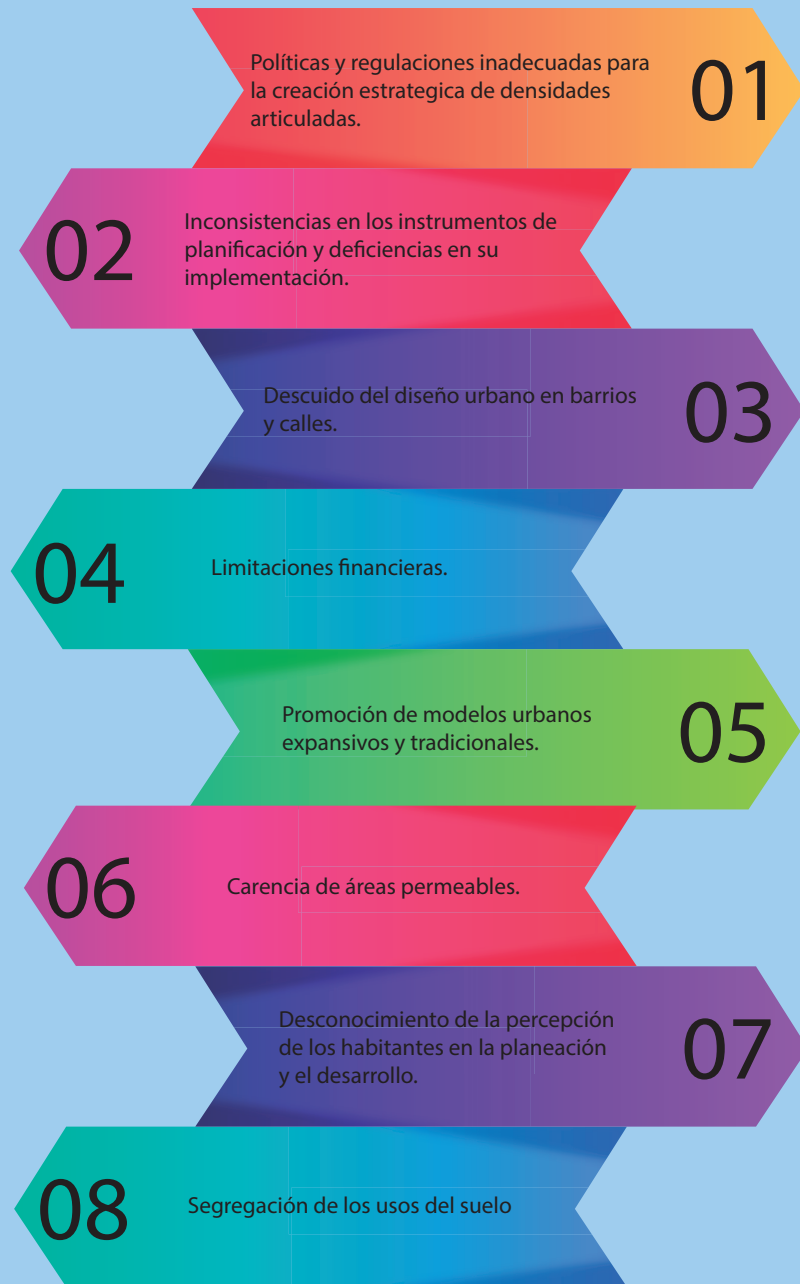 Políticas y regulaciones inadecuadas para
la creación estrategica de densidades
articuladas.
01
02
Inconsistencias en los instrumentos de
planificación y deficiencias en su
implementación.
Descuido del diseño urbano en barrios
y calles.
03
04
Limitaciones financieras.
Promoción de modelos urbanos
expansivos y tradicionales.
05
06
Carencia de áreas permeables.
Desconocimiento de la percepción
de los habitantes en la planeación
y el desarrollo.
07
08
Segregación de los usos del suelo